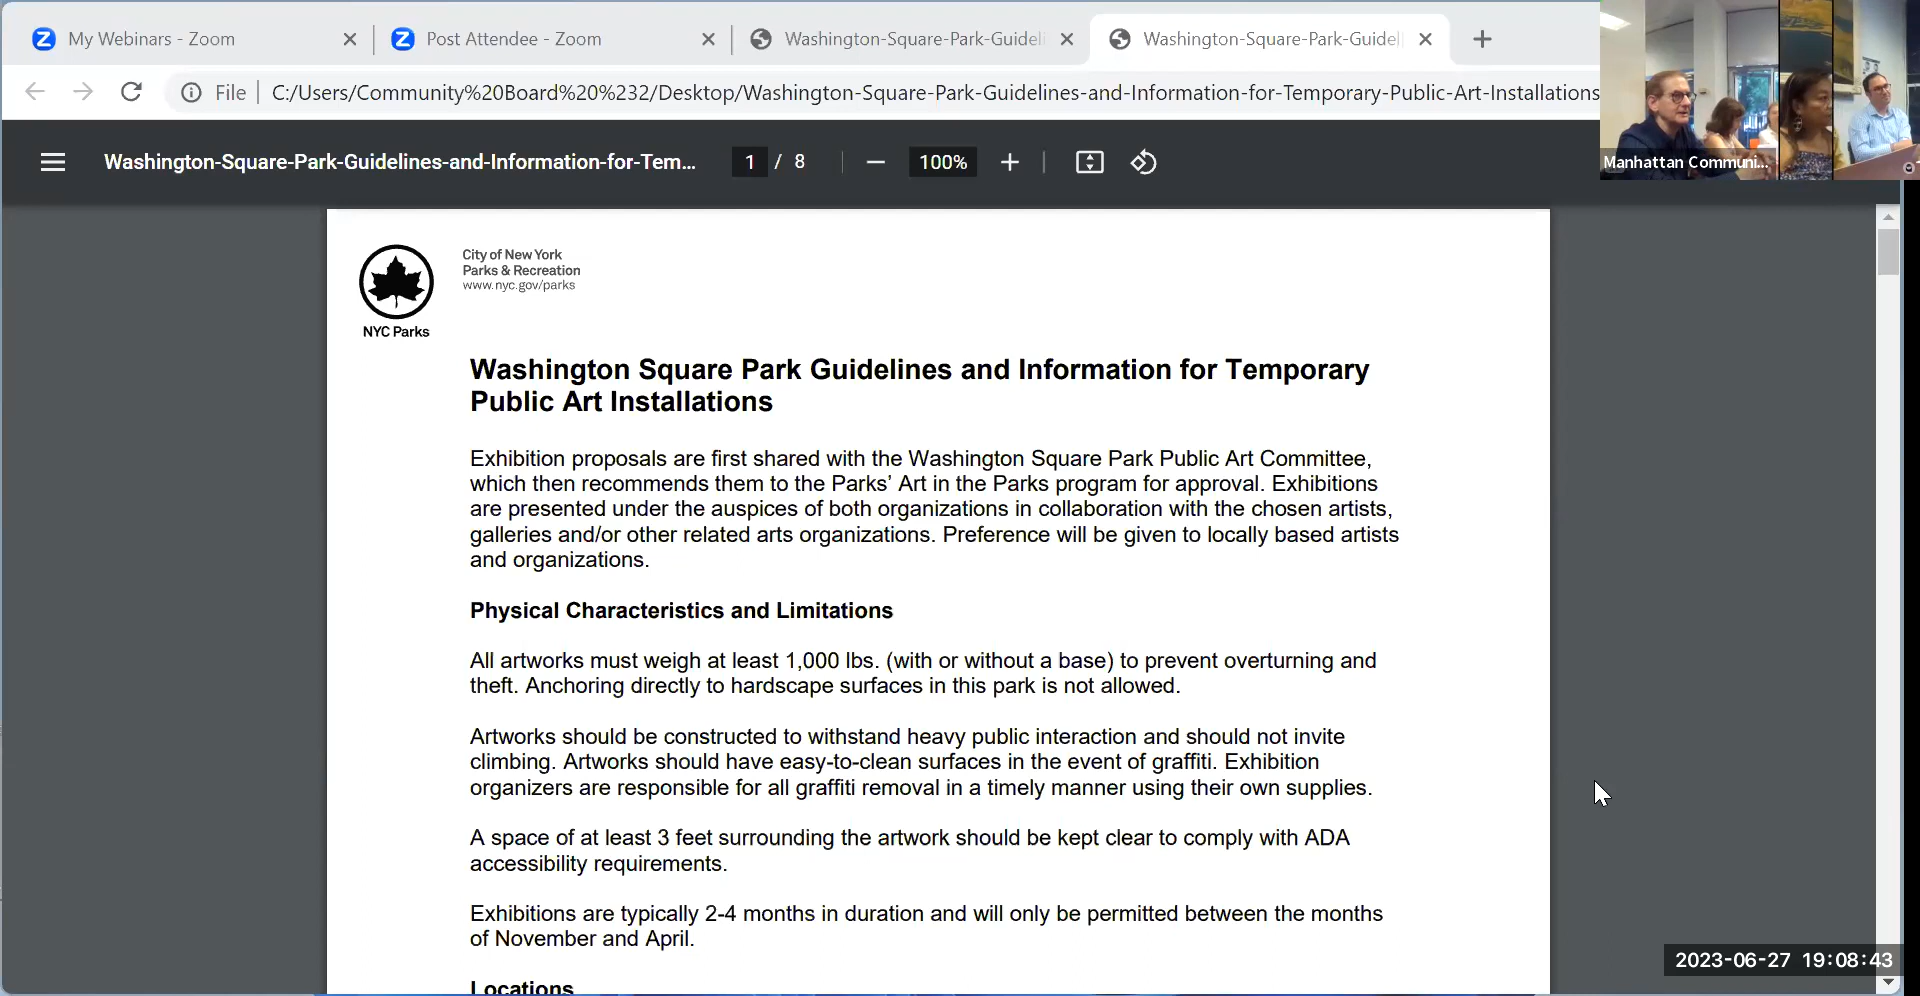 My Webinars - Zoom
Post Attendee - Zoom
Washington-Square-Park-Guideli
Washington-Square-Park-Guidel
File
C:/Users/Community%20Board%20%232/Desktop/Washington-Square-Park-Guidelines-and-Information-for-Temporary-Public-Art-Installations
Manhattan Communi...
Washington-Square-Park-Guidelines-and-Information-for-Tem...
1 / 8
100%
City of New York
Parks & Recreation
www.nyc.gov/parks
NYC Parks
Washington Square Park Guidelines and Information for Temporary
Public Art Installations
Exhibition proposals are first shared with the Washington Square Park Public Art Committee,
which then recommends them to the Parks’ Art in the Parks program for approval. Exhibitions
are presented under the auspices of both organizations in collaboration with the chosen artists,
galleries and/or other related arts organizations. Preference will be given to locally based artists
and organizations.
Physical Characteristics and Limitations
All artworks must weigh at least 1,000 lbs. (with or without a base) to prevent overturning and
theft. Anchoring directly to hardscape surfaces in this park is not allowed.
Artworks should be constructed to withstand heavy public interaction and should not invite
climbing. Artworks should have easy-to-clean surfaces in the event of graffiti. Exhibition
organizers are responsible for all graffiti removal in a timely manner using their own supplies.
A space of at least 3 feet surrounding the artwork should be kept clear to comply with ADA
accessibility requirements.
Exhibitions are typically 2-4 months in duration and will only be permitted between the months
of November and April.
Locations
2023-06-27 19:08:43